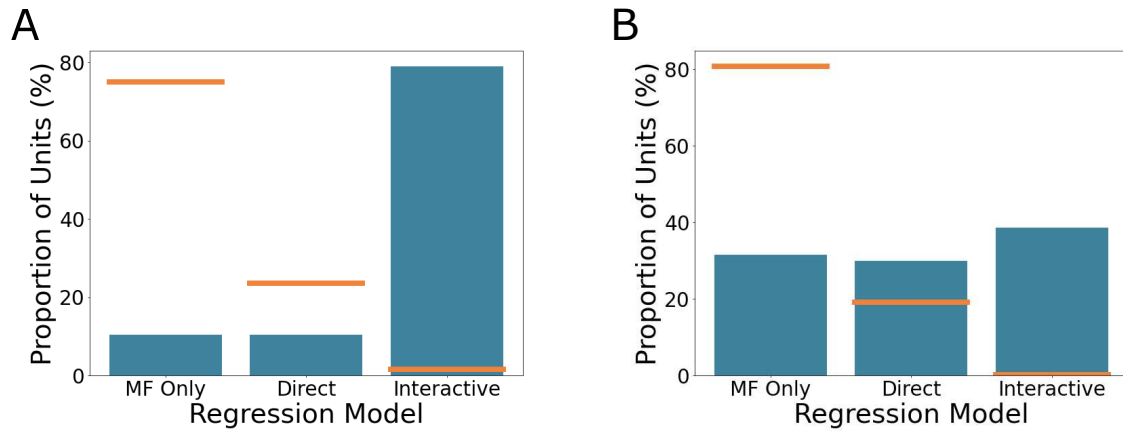 A
Proportion of Units (%)
80
60
40
20
0
MF Only Direct Interactive
Regression Model
B
Proportion of Units (%)
80
60
40
20
0
MF Only Direct Interactive
Regression Model